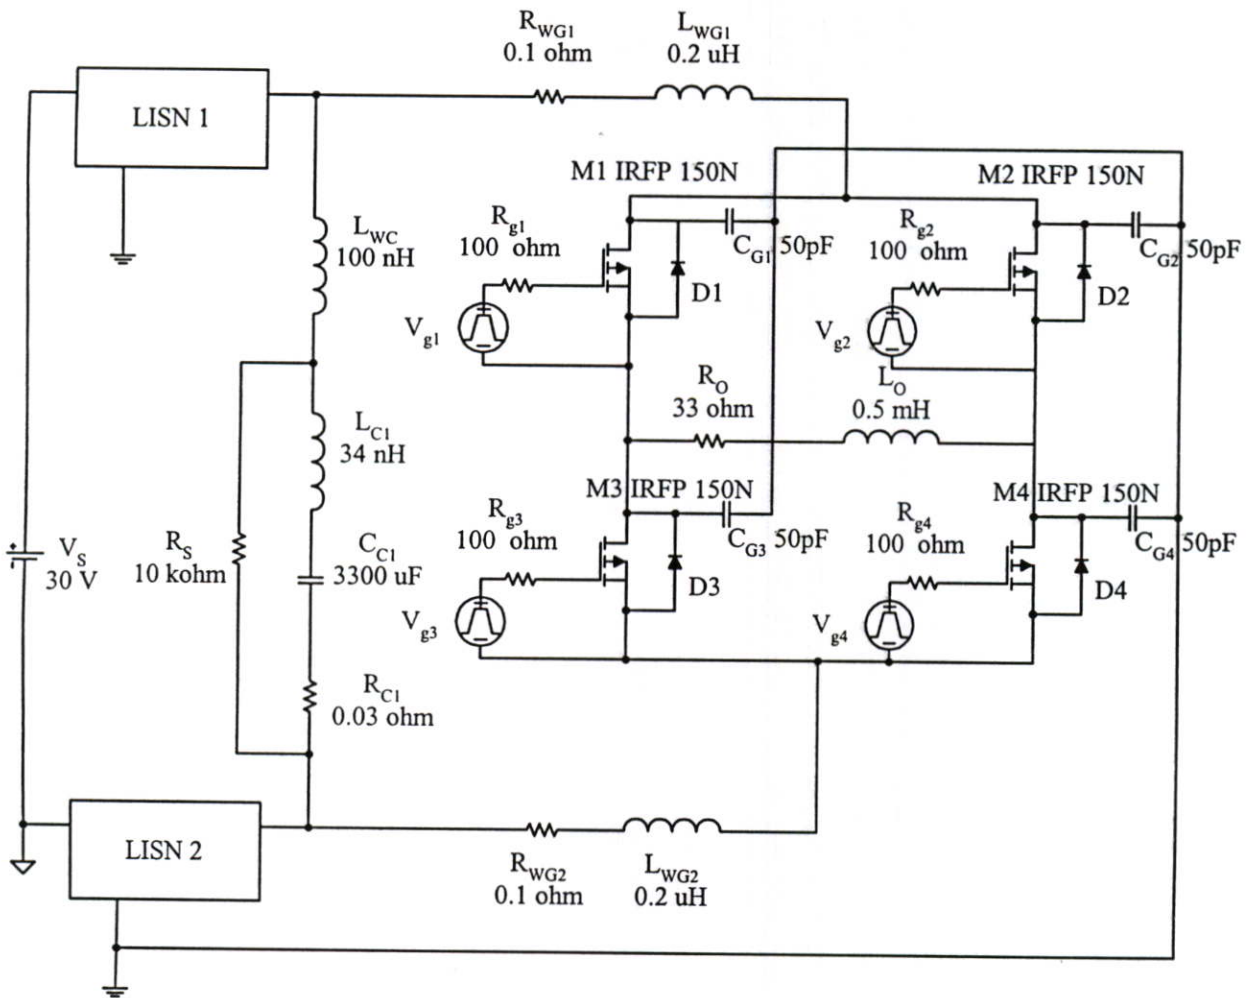 R_WG1
0.1 ohm
L_WG1
0.2 uH
LISN 1
M1 IRFP 150N
M2 IRFP 150N
L_WC
100 nH
R_g1
100 ohm
C_G1 50pF
R_g2
100 ohm
C_G2 50pF
D1
D2
V_g1
V_g2
R_O
33 ohm
L_O
0.5 mH
L_C1
34 nH
M3 IRFP 150N
M4 IRFP 150N
R_g3
100 ohm
C_G3 50pF
R_g4
100 ohm
C_G4 50pF
+
-
V_S
30 V
R_S
10 kohm
C_C1
3300 uF
D3
D4
V_g3
V_g4
R_C1
0.03 ohm
LISN 2
R_WG2
0.1 ohm
L_WG2
0.2 uH